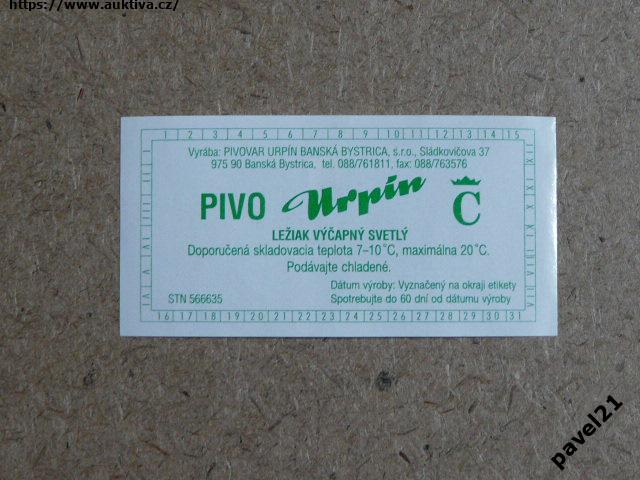 https://www.auktiva.cz/
1 2 3 4 5 6 7 8 9 10 11 12 13 14 15
Vyrába: PIVOVAR URPÍN BANSKÁ BYSTRICA, s.r.o., Sládkovičova 37
975 90 Banská Bystrica, tel. 088/761811, fax: 088/763576
PIVO Urpín Č
LEŽIAK VÝČAPNÝ SVETLÝ
Doporučená skladovacia teplota 7–10°C, maximálna 20°C.
Podávajte chladené.
Dátum výroby: Vyznačený na okraji etikety
STN 566635 Spotrebujte do 60 dní od dátumu výroby
16 17 18 19 20 21 22 23 24 25 26 27 28 29 30 31
pavel21